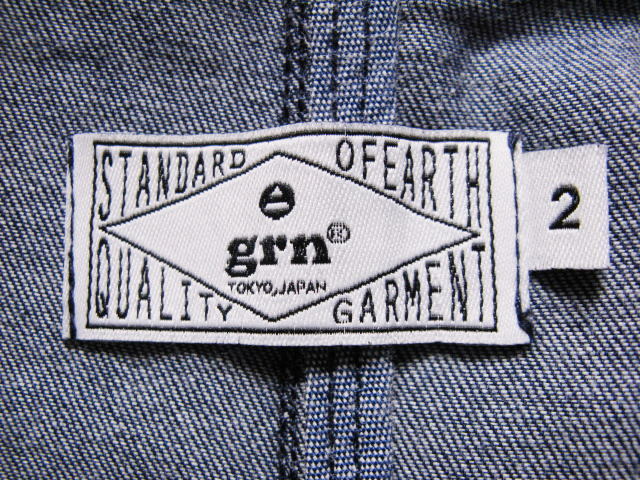 STANDARD OFEARTH
grn®
TOKYO,JAPAN
QUALITY GARMENT
2